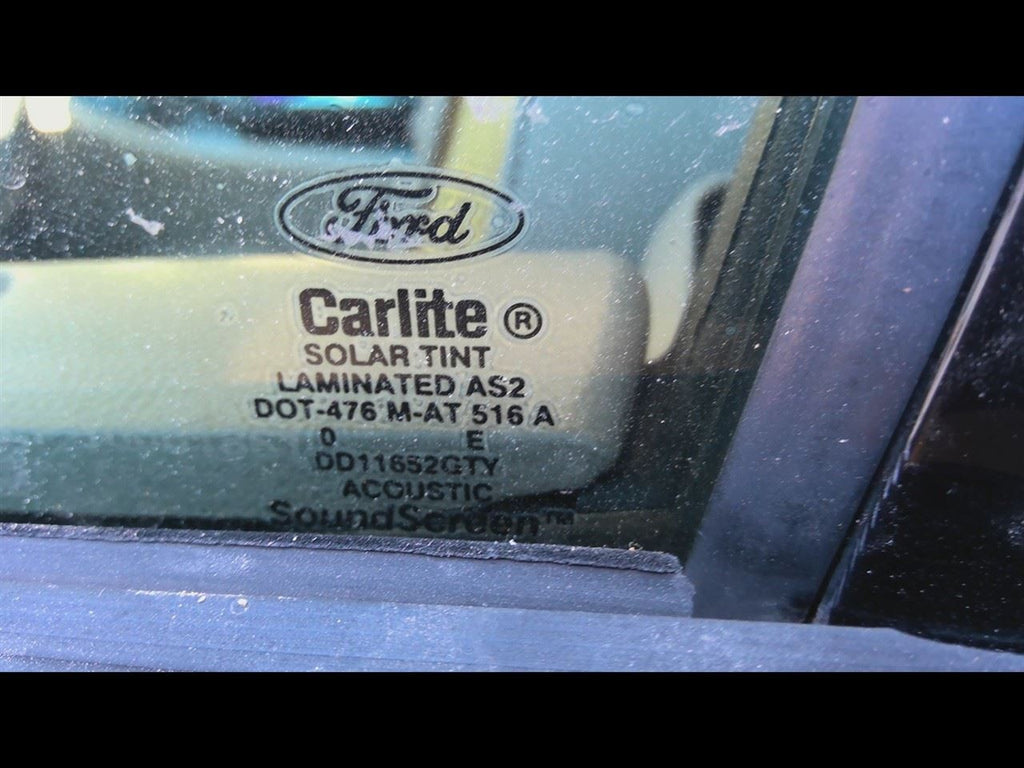 Ford
Carlite ®
SOLAR TINT
LAMINATED AS2
DOT-476 M-AT 516 A
0 E
DD11652GTY
ACOUSTIC
SoundScreen™